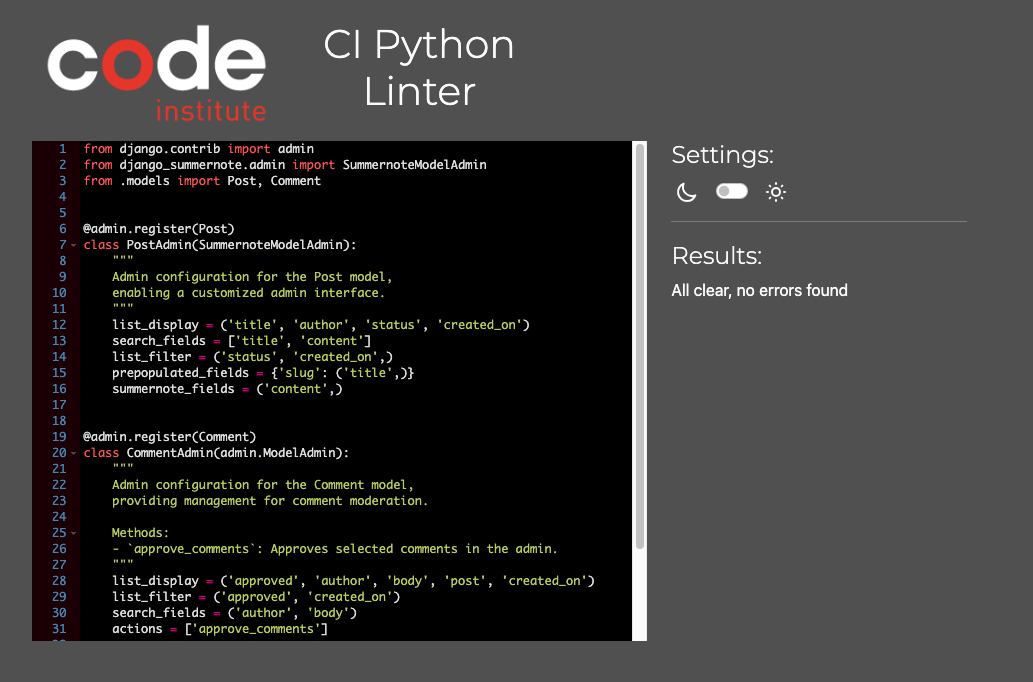 code
institute
CI Python
Linter
1 from django.contrib import admin
2 from django_summernote.admin import SummernoteModelAdmin
3 from .models import Post, Comment
4
5
6 @admin.register(Post)
7 class PostAdmin(SummernoteModelAdmin):
8     """
9     Admin configuration for the Post model,
10     enabling a customized admin interface.
11     """
12     list_display = ('title', 'author', 'status', 'created_on')
13     search_fields = ['title', 'content']
14     list_filter = ('status', 'created_on',)
15     prepopulated_fields = {'slug': ('title',)}
16     summernote_fields = ('content',)
17
18
19 @admin.register(Comment)
20 class CommentAdmin(admin.ModelAdmin):
21     """
22     Admin configuration for the Comment model,
23     providing management for comment moderation.
24
25     Methods:
26     - `approve_comments`: Approves selected comments in the admin.
27     """
28     list_display = ('approved', 'author', 'body', 'post', 'created_on')
29     list_filter = ('approved', 'created_on')
30     search_fields = ('author', 'body')
31     actions = ['approve_comments']
Settings:
Results:
All clear, no errors found